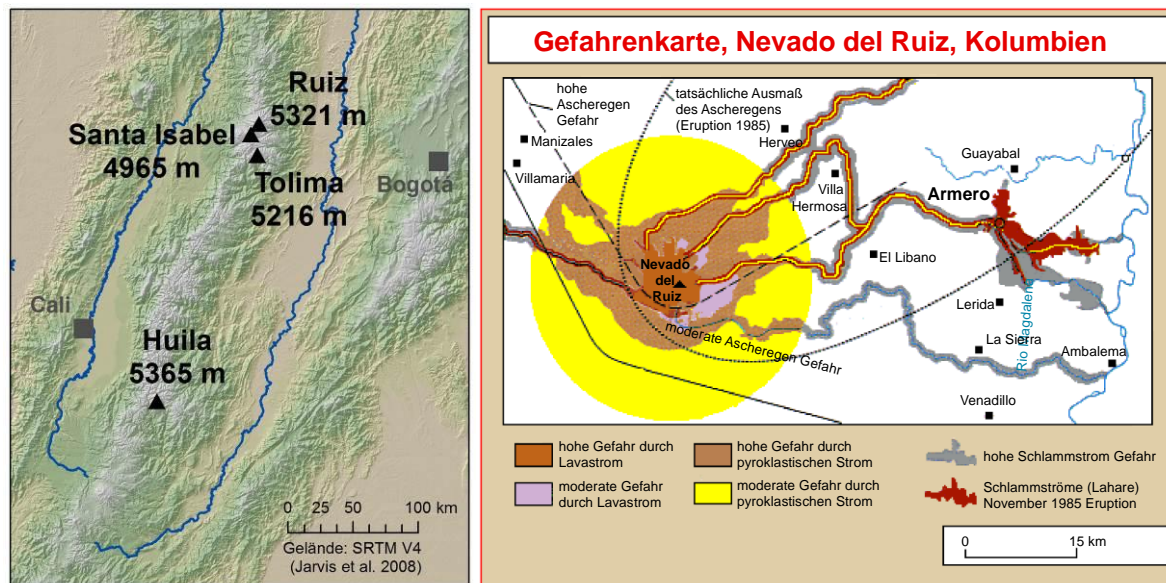 Ruiz
5321 m
Santa Isabel
4965 m
Tolima
5216 m
Bogotá
Cali
Huila
5365 m
0 25 50 100 km
Gelände: SRTM V4
(Jarvis et al. 2008)
Gefahrenkarte, Nevado del Ruiz, Kolumbien
hohe
Ascheregen
Gefahr
tatsächliche Ausmaß
des Ascheregens
(Eruption 1985)
Manizales
Villamaria
Herveo
Guayabal
Villa
Hermosa
Armero
El Libano
Nevado
del
Ruiz
moderate Ascheregen Gefahr
Lerida
La Sierra
Rio Magdalena
Ambalema
Venadillo
hohe Gefahr durch
Lavastrom
moderate Gefahr
durch Lavastrom
hohe Gefahr durch
pyroklastischen Strom
moderate Gefahr durch
pyroklastischen Strom
hohe Schlammstrom Gefahr
Schlammströme (Lahare)
November 1985 Eruption
0 15 km